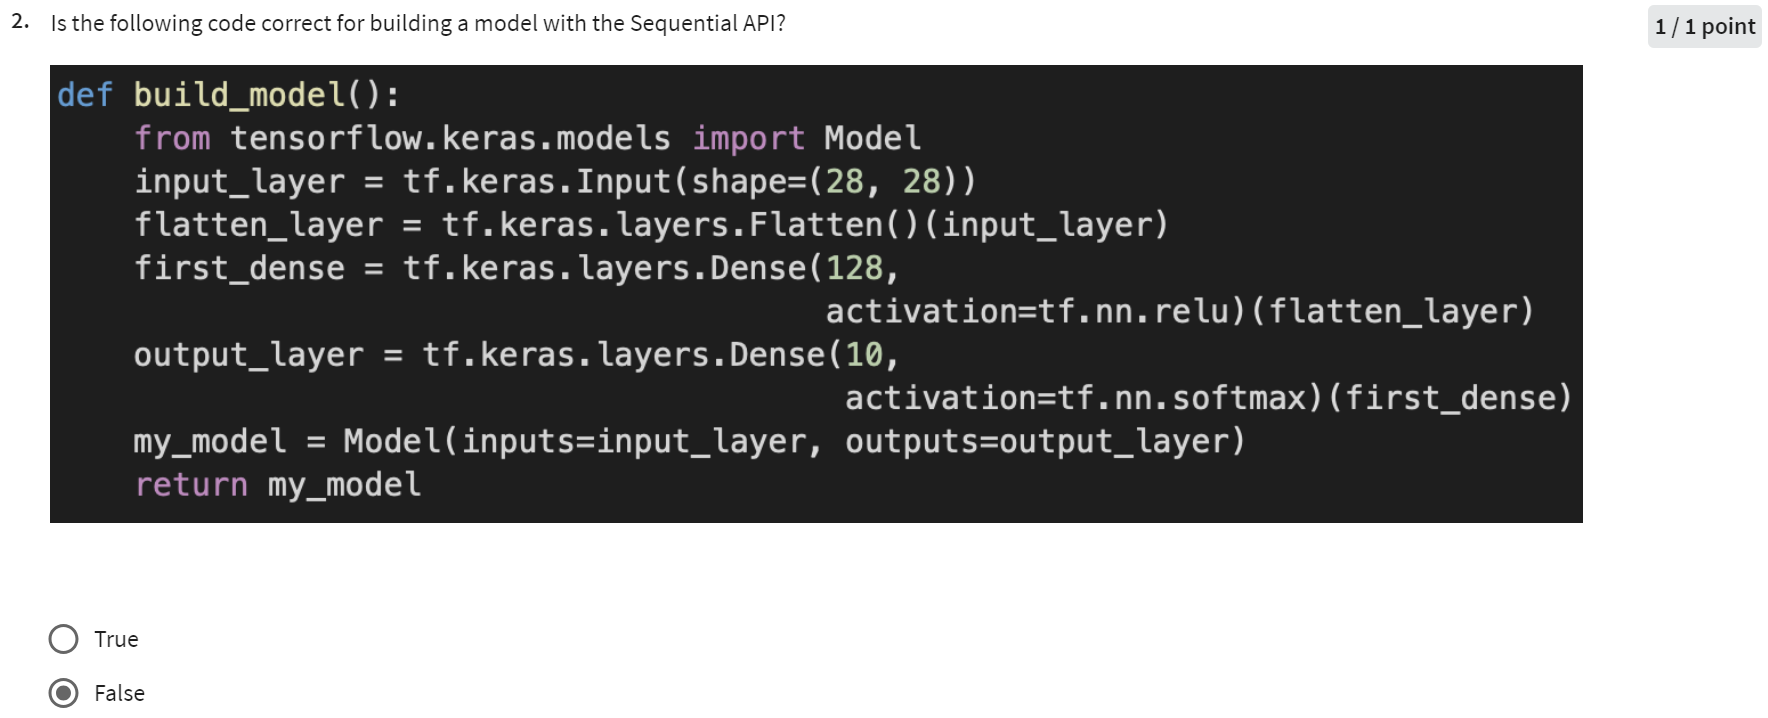 2. Is the following code correct for building a model with the Sequential API?
1 / 1 point
def build_model():
    from tensorflow.keras.models import Model
    input_layer = tf.keras.Input(shape=(28, 28))
    flatten_layer = tf.keras.layers.Flatten()(input_layer)
    first_dense = tf.keras.layers.Dense(128,
                                        activation=tf.nn.relu)(flatten_layer)
    output_layer = tf.keras.layers.Dense(10,
                                         activation=tf.nn.softmax)(first_dense)
    my_model = Model(inputs=input_layer, outputs=output_layer)
    return my_model
True
False